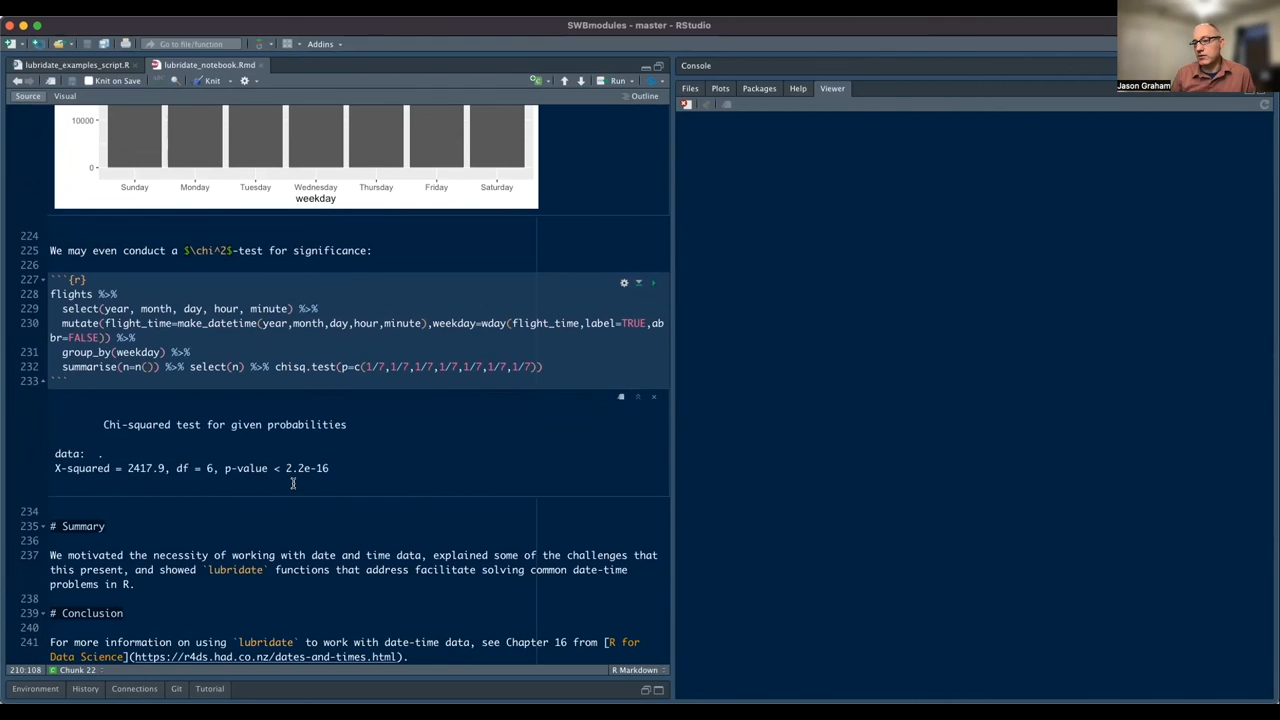 SWBmodules - master - RStudio
Go to file/function
Addins
lubridate_examples_script.R
lubridate_notebook.Rmd
Console
Knit on Save
Knit
Run
Files
Plots
Packages
Help
Viewer
Jason Graham
Source
Visual
Outline
10000
0
Sunday
Monday
Tuesday
Wednesday
Thursday
Friday
Saturday
weekday
224
225 We may even conduct a $\chi^2$-test for significance:
226
227 ```{r}
228 flights %>%
229 select(year, month, day, hour, minute) %>%
230 mutate(flight_time=make_datetime(year,month,day,hour,minute),weekday=wday(flight_time,label=TRUE,ab
br=FALSE)) %>%
231 group_by(weekday) %>%
232 summarise(n=n()) %>% select(n) %>% chisq.test(p=c(1/7,1/7,1/7,1/7,1/7,1/7,1/7))
233 ```
Chi-squared test for given probabilities
data: .
X-squared = 2417.9, df = 6, p-value < 2.2e-16
234
235 # Summary
236
237 We motivated the necessity of working with date and time data, explained some of the challenges that
this present, and showed `lubridate` functions that address facilitate solving common date-time
problems in R.
238
239 # Conclusion
240
241 For more information on using `lubridate` to work with date-time data, see Chapter 16 from [R for
Data Science](https://r4ds.had.co.nz/dates-and-times.html).
210:108
Chunk 22
R Markdown
Environment
History
Connections
Git
Tutorial